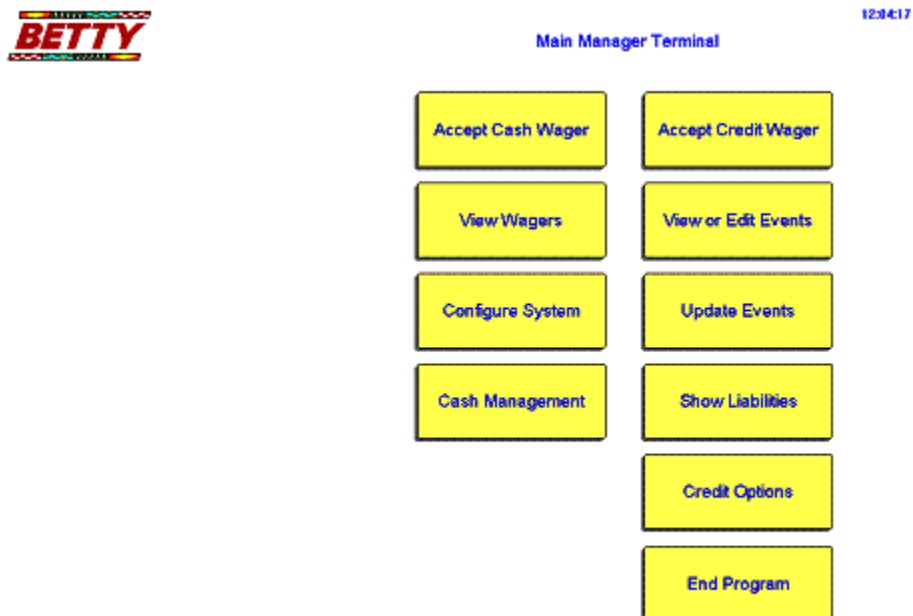 BETTY
12:04:17
Main Manager Terminal
Accept Cash Wager
Accept Credit Wager
View Wagers
View or Edit Events
Configure System
Update Events
Cash Management
Show Liabilities
Credit Options
End Program